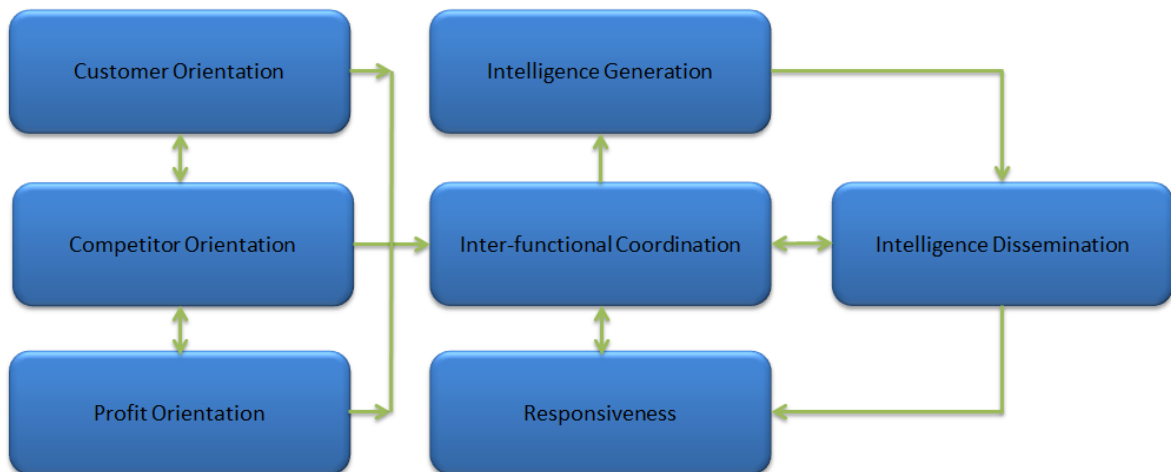 Customer Orientation
Intelligence Generation
Competitor Orientation
Inter-functional Coordination
Intelligence Dissemination
Profit Orientation
Responsiveness